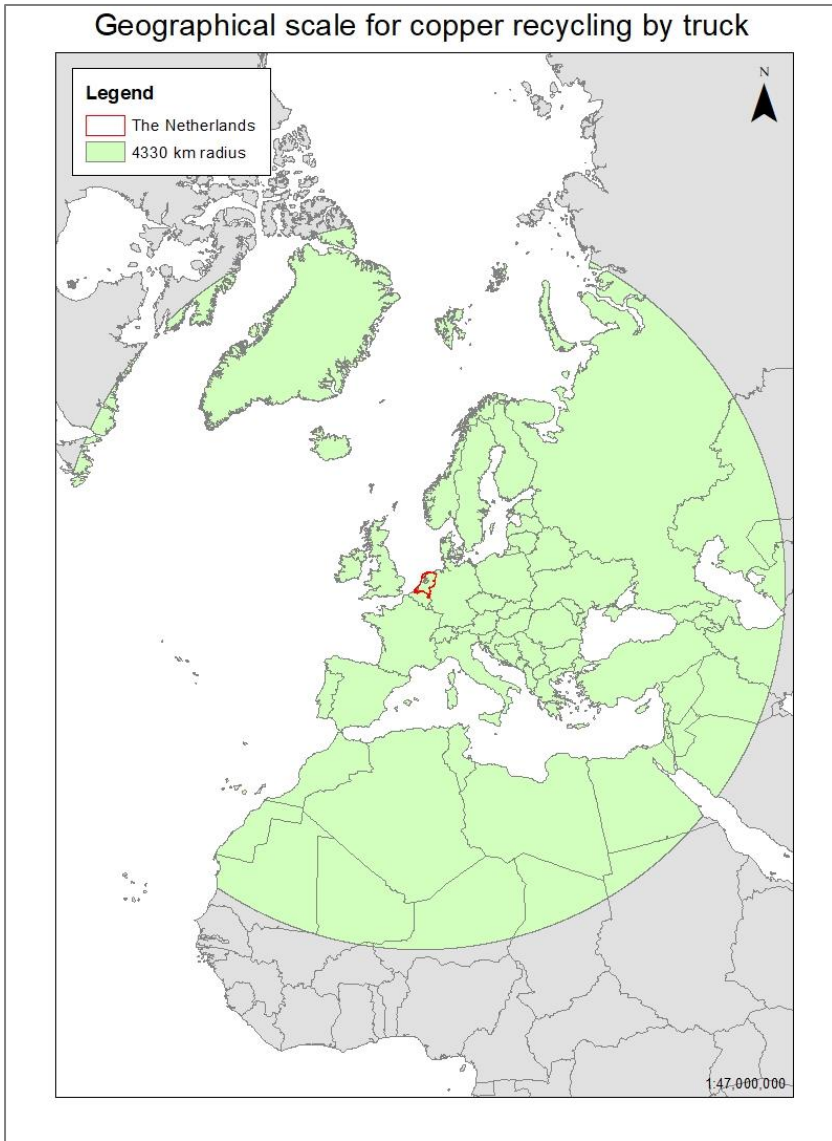 Geographical scale for copper recycling by truck
Legend
The Netherlands
4330 km radius
N
1:47,000,000